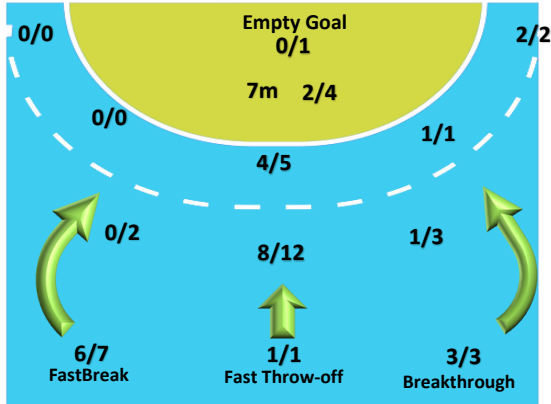 Empty Goal
0/1
0/0
2/2
7m 2/4
0/0
1/1
4/5
0/2
1/3
8/12
6/7
1/1
3/3
FastBreak
Fast Throw-off
Breakthrough